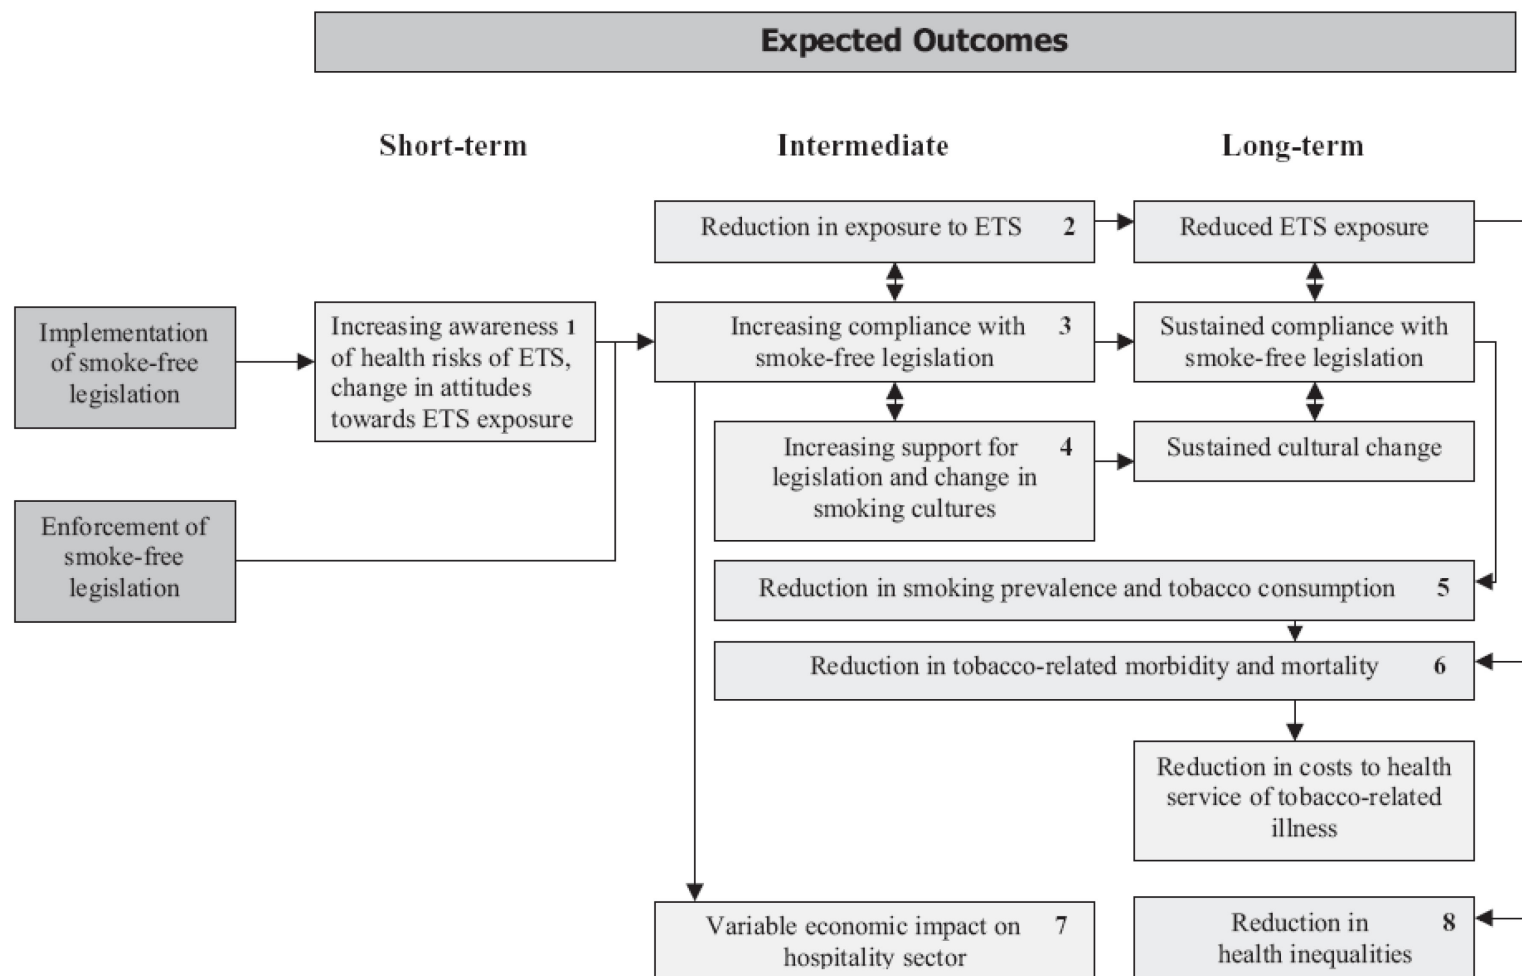 Expected Outcomes
Short-term
Intermediate
Long-term
Implementation
of smoke-free
legislation
Enforcement of
smoke-free
legislation
Increasing awareness 1
of health risks of ETS,
change in attitudes
towards ETS exposure
Reduction in exposure to ETS 2
Increasing compliance with 3
smoke-free legislation
Increasing support for 4
legislation and change in
smoking cultures
Reduced ETS exposure
Sustained compliance with
smoke-free legislation
Sustained cultural change
Reduction in smoking prevalence and tobacco consumption 5
Reduction in tobacco-related morbidity and mortality 6
Reduction in costs to health
service of tobacco-related
illness
Variable economic impact on 7
hospitality sector
Reduction in 8
health inequalities